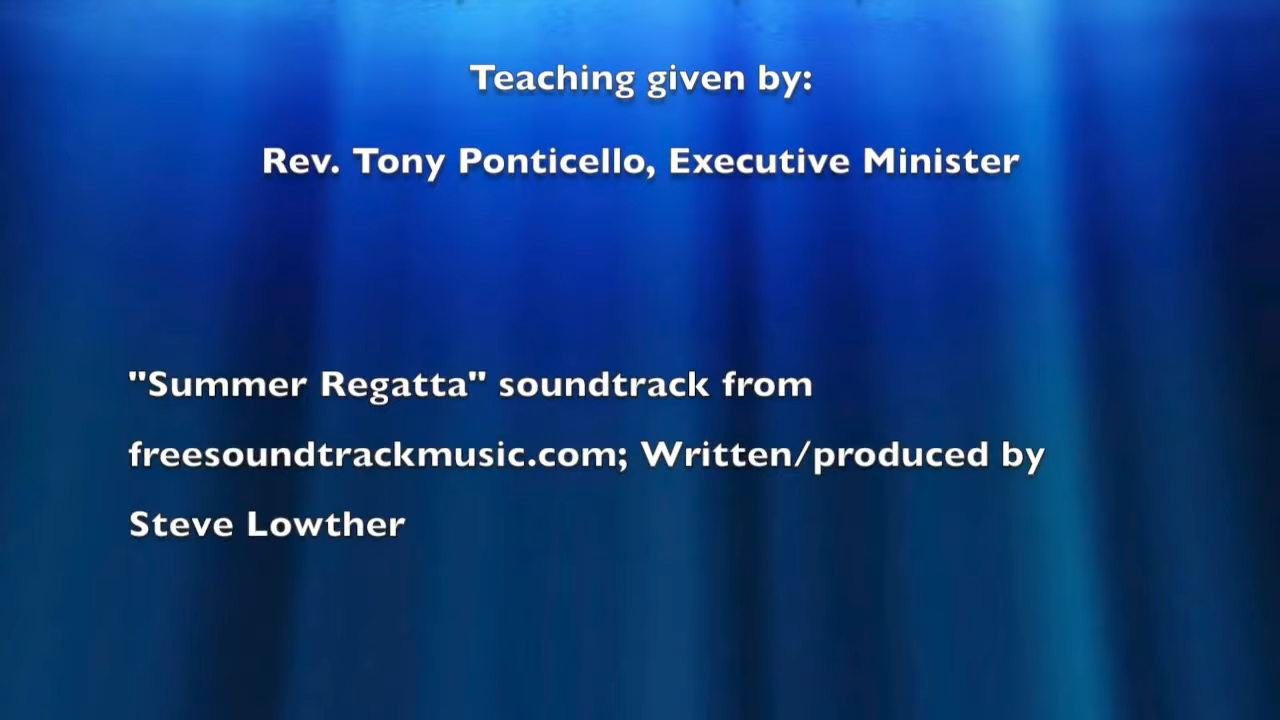 Teaching given by:
Rev. Tony Ponticello, Executive Minister
"Summer Regatta" soundtrack from
freesoundtrackmusic.com; Written/produced by
Steve Lowther